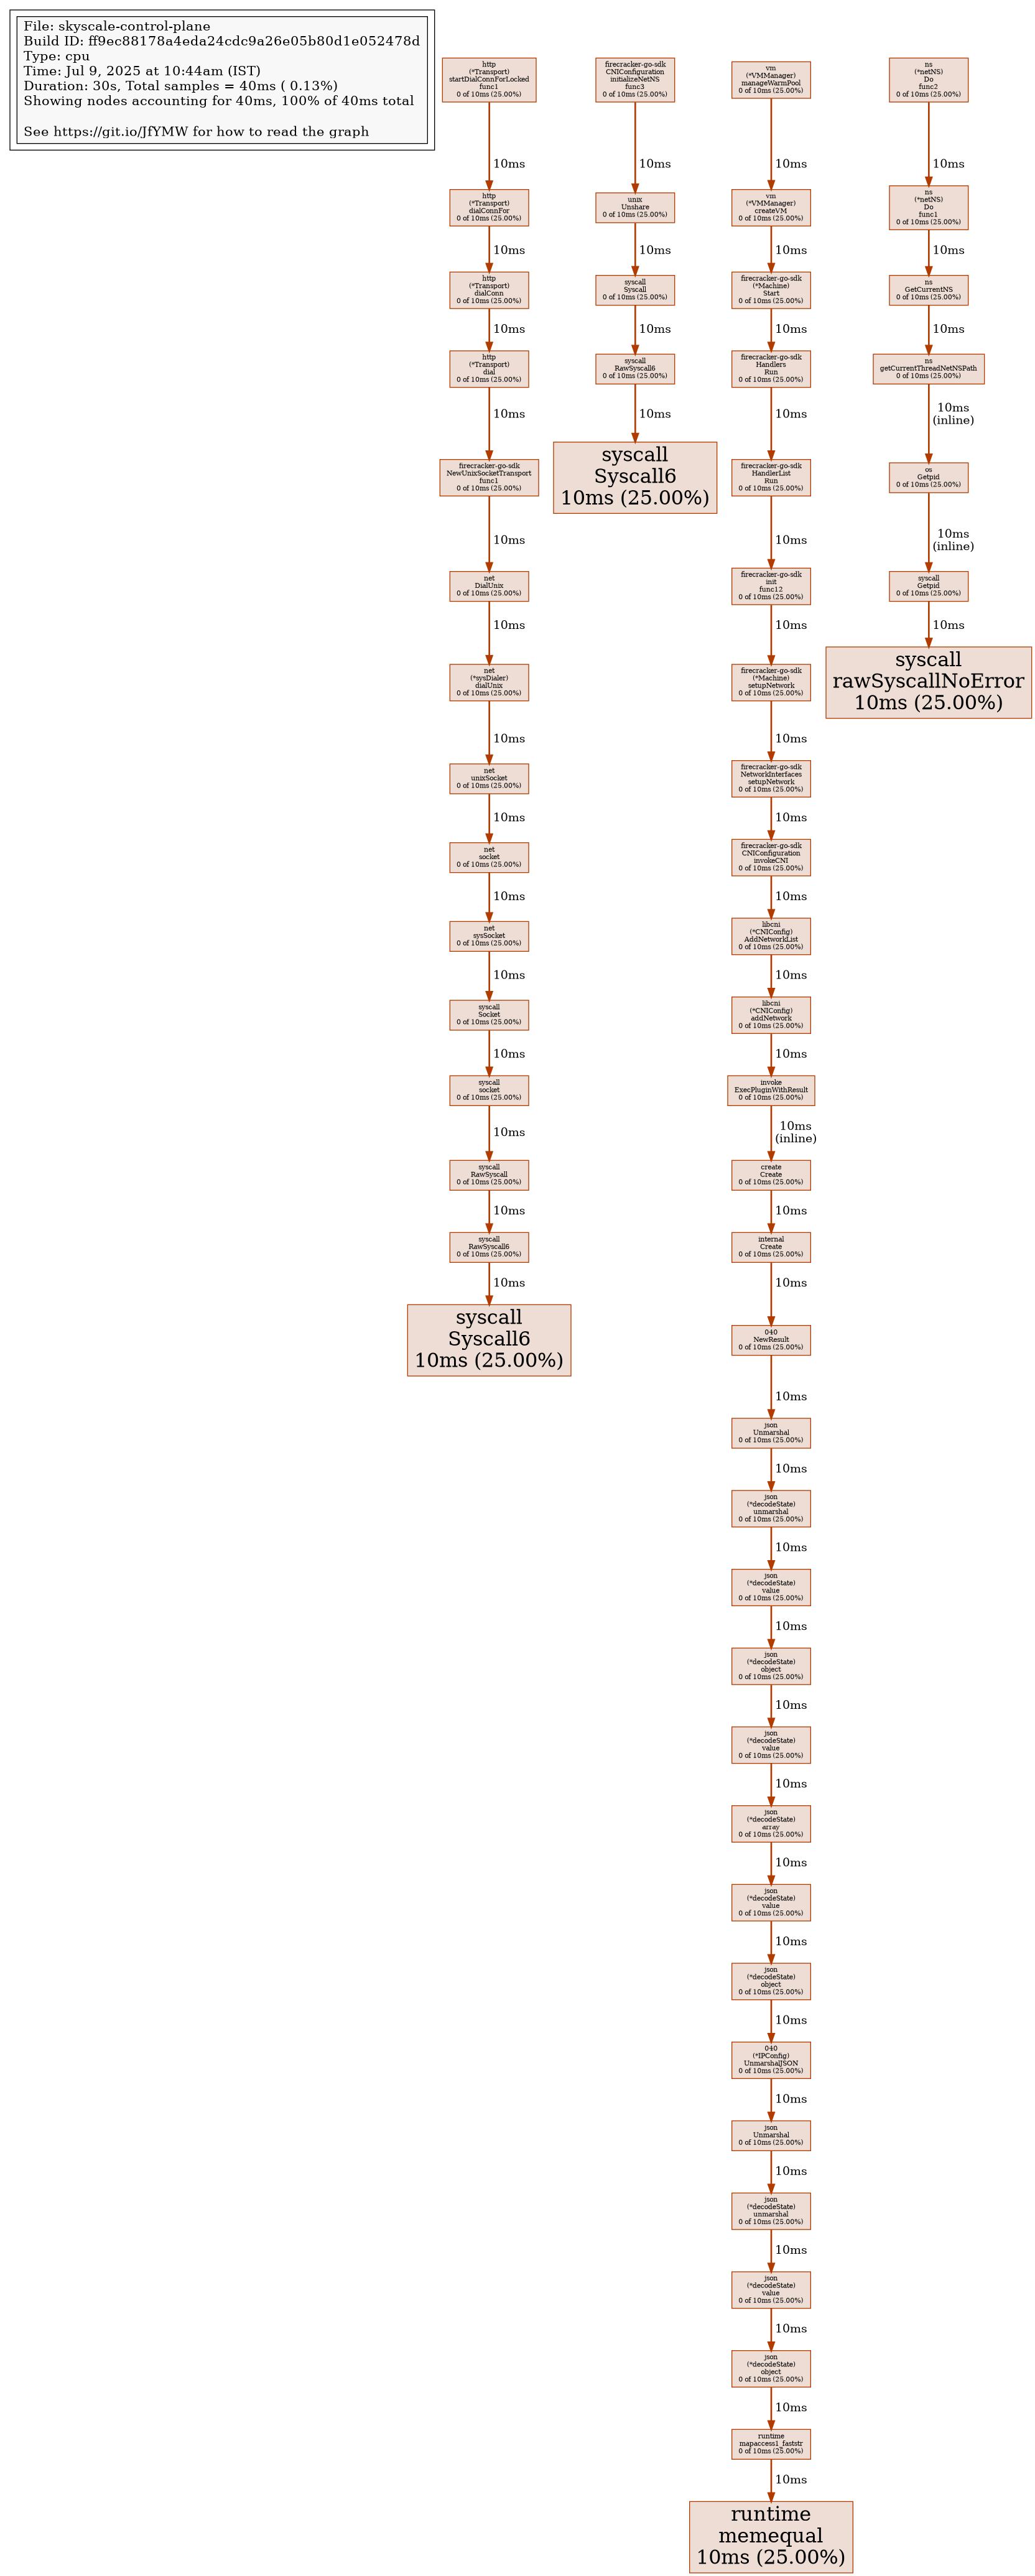 File: skyscale-control-plane
Build ID: ff9ec88178a4eda24cdc9a26e05b80d1e052478d
Type: cpu
Time: Jul 9, 2025 at 10:44am (IST)
Duration: 30s, Total samples = 40ms ( 0.13%)
Showing nodes accounting for 40ms, 100% of 40ms total
See https://git.io/JfYMW for how to read the graph
http
(*Transport)
startDialConnForLocked
func1
0 of 10ms (25.00%)
10ms
http
(*Transport)
dialConnFor
0 of 10ms (25.00%)
10ms
http
(*Transport)
dialConn
0 of 10ms (25.00%)
10ms
http
(*Transport)
dial
0 of 10ms (25.00%)
10ms
firecracker-go-sdk
NewUnixSocketTransport
func1
0 of 10ms (25.00%)
10ms
net
DialUnix
0 of 10ms (25.00%)
10ms
net
(*sysDialer)
dialUnix
0 of 10ms (25.00%)
10ms
net
unixSocket
0 of 10ms (25.00%)
10ms
net
socket
0 of 10ms (25.00%)
10ms
net
sysSocket
0 of 10ms (25.00%)
10ms
syscall
Socket
0 of 10ms (25.00%)
10ms
syscall
socket
0 of 10ms (25.00%)
10ms
syscall
RawSyscall
0 of 10ms (25.00%)
10ms
syscall
RawSyscall6
0 of 10ms (25.00%)
10ms
syscall
Syscall6
10ms (25.00%)
firecracker-go-sdk
CNIConfiguration
initializeNetNS
func3
0 of 10ms (25.00%)
10ms
unix
Unshare
0 of 10ms (25.00%)
10ms
syscall
Syscall
0 of 10ms (25.00%)
10ms
syscall
RawSyscall6
0 of 10ms (25.00%)
10ms
syscall
Syscall6
10ms (25.00%)
vm
(*VMManager)
manageWarmPool
0 of 10ms (25.00%)
10ms
vm
(*VMManager)
createVM
0 of 10ms (25.00%)
10ms
firecracker-go-sdk
(*Machine)
Start
0 of 10ms (25.00%)
10ms
firecracker-go-sdk
Handlers
Run
0 of 10ms (25.00%)
10ms
firecracker-go-sdk
HandlerList
Run
0 of 10ms (25.00%)
10ms
firecracker-go-sdk
init
func12
0 of 10ms (25.00%)
10ms
firecracker-go-sdk
(*Machine)
setupNetwork
0 of 10ms (25.00%)
10ms
firecracker-go-sdk
NetworkInterfaces
setupNetwork
0 of 10ms (25.00%)
10ms
firecracker-go-sdk
CNIConfiguration
invokeCNI
0 of 10ms (25.00%)
10ms
libcni
(*CNIConfig)
AddNetworkList
0 of 10ms (25.00%)
10ms
libcni
(*CNIConfig)
addNetwork
0 of 10ms (25.00%)
10ms
invoke
ExecPluginWithResult
0 of 10ms (25.00%)
10ms
(inline)
create
Create
0 of 10ms (25.00%)
10ms
internal
Create
0 of 10ms (25.00%)
10ms
040
NewResult
0 of 10ms (25.00%)
10ms
json
Unmarshal
0 of 10ms (25.00%)
10ms
json
(*decodeState)
unmarshal
0 of 10ms (25.00%)
10ms
json
(*decodeState)
value
0 of 10ms (25.00%)
10ms
json
(*decodeState)
object
0 of 10ms (25.00%)
10ms
json
(*decodeState)
value
0 of 10ms (25.00%)
10ms
json
(*decodeState)
array
0 of 10ms (25.00%)
10ms
json
(*decodeState)
value
0 of 10ms (25.00%)
10ms
json
(*decodeState)
object
0 of 10ms (25.00%)
10ms
040
(*IPConfig)
UnmarshalJSON
0 of 10ms (25.00%)
10ms
json
Unmarshal
0 of 10ms (25.00%)
10ms
json
(*decodeState)
unmarshal
0 of 10ms (25.00%)
10ms
json
(*decodeState)
value
0 of 10ms (25.00%)
10ms
json
(*decodeState)
object
0 of 10ms (25.00%)
10ms
runtime
mapaccess1_faststr
0 of 10ms (25.00%)
10ms
runtime
memequal
10ms (25.00%)
ns
(*netNS)
Do
func2
0 of 10ms (25.00%)
10ms
ns
(*netNS)
Do
func1
0 of 10ms (25.00%)
10ms
ns
GetCurrentNS
0 of 10ms (25.00%)
10ms
ns
getCurrentThreadNetNSPath
0 of 10ms (25.00%)
10ms
(inline)
os
Getpid
0 of 10ms (25.00%)
10ms
(inline)
syscall
Getpid
0 of 10ms (25.00%)
10ms
syscall
rawSyscallNoError
10ms (25.00%)